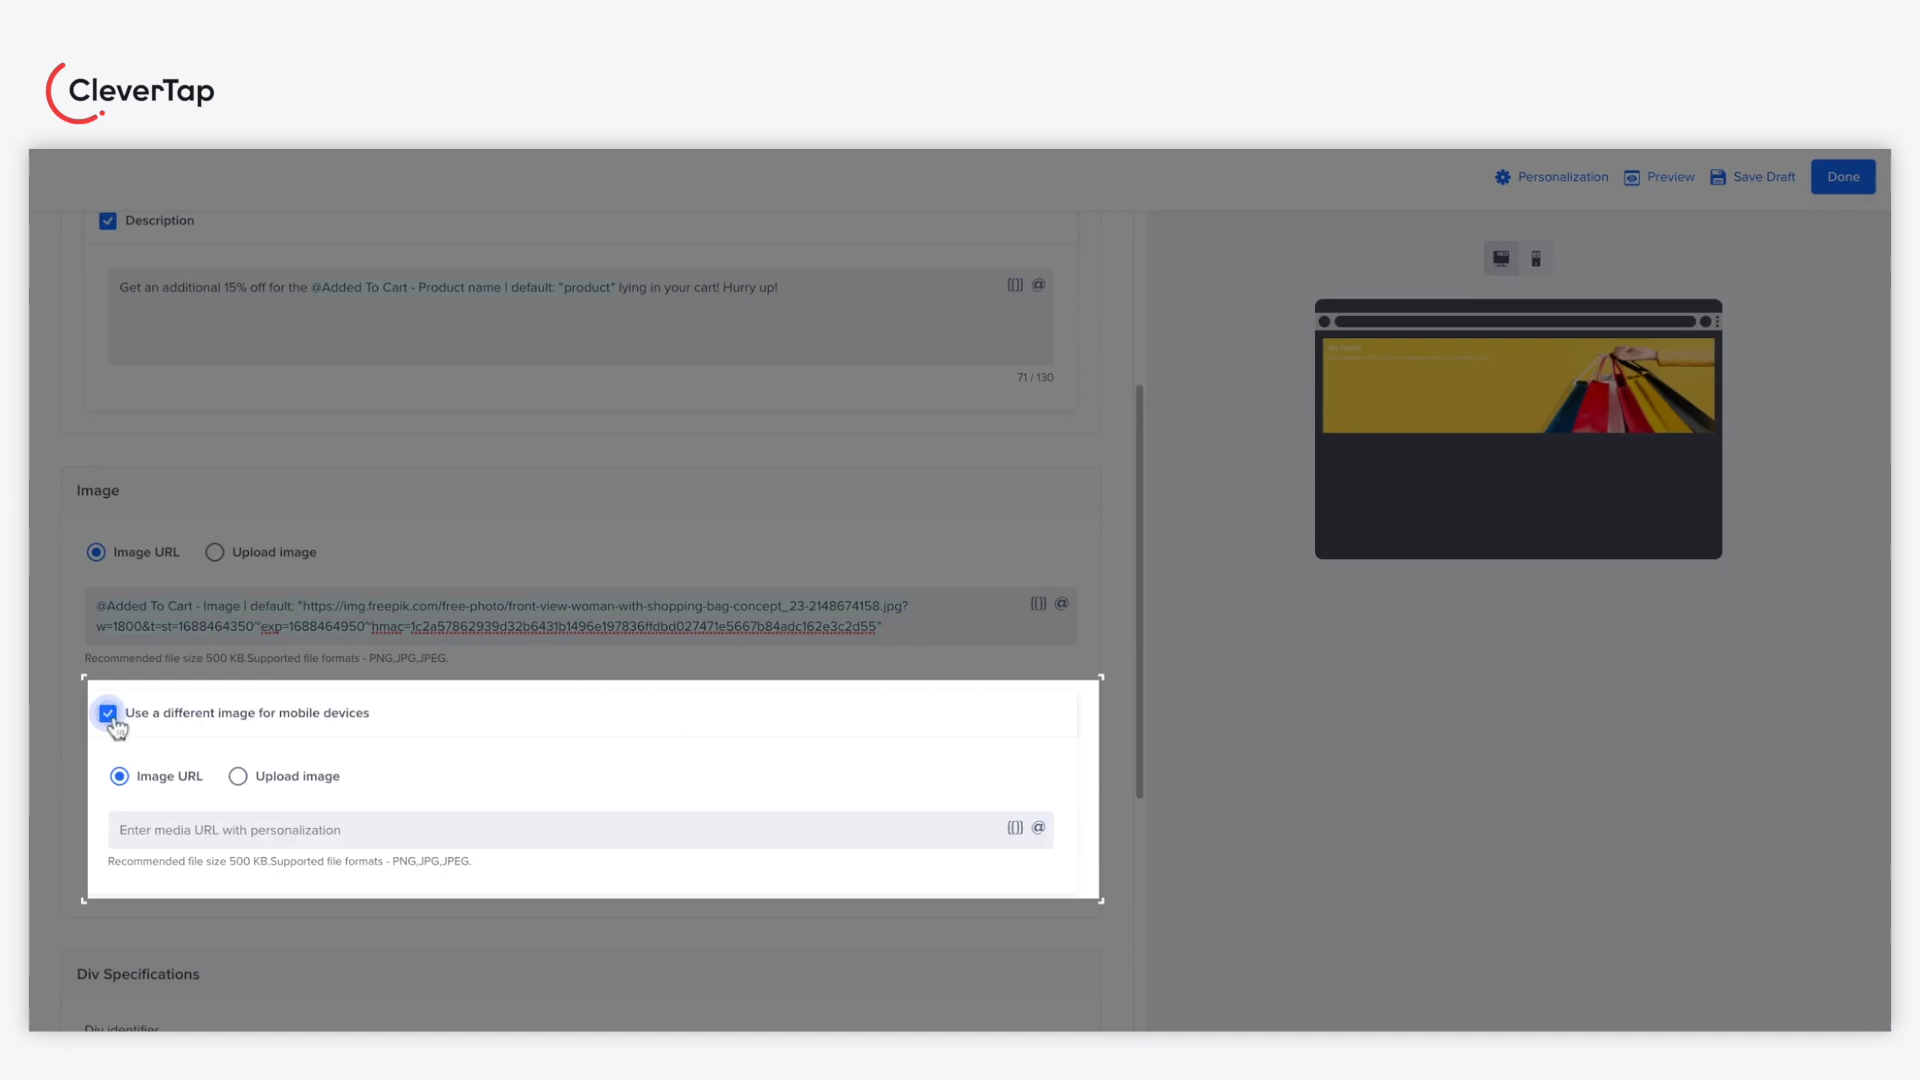 CleverTap
Personalization Preview Save Draft Done
Description
Get an additional 15% off for the @Added To Cart - Product name | default: "product" lying in your cart! Hurry up!
71 / 130
Image
Image URL Upload image
@Added To Cart - Image | default: "https://img.freepik.com/free-photo/front-view-woman-with-shopping-bag-concept_23-2148674158.jpg?
w=1800&t=st=1688464350~exp=1688464950~hmac=1c2a57862939d32b6431b1496e197836ffdbd027471e5667b84adc162e3c2d55"
Recommended file size 500 KB.Supported file formats - PNG,JPG,JPEG.
Use a different image for mobile devices
Image URL Upload image
Enter media URL with personalization
Recommended file size 500 KB.Supported file formats - PNG,JPG,JPEG.
Div Specifications
Div identifier